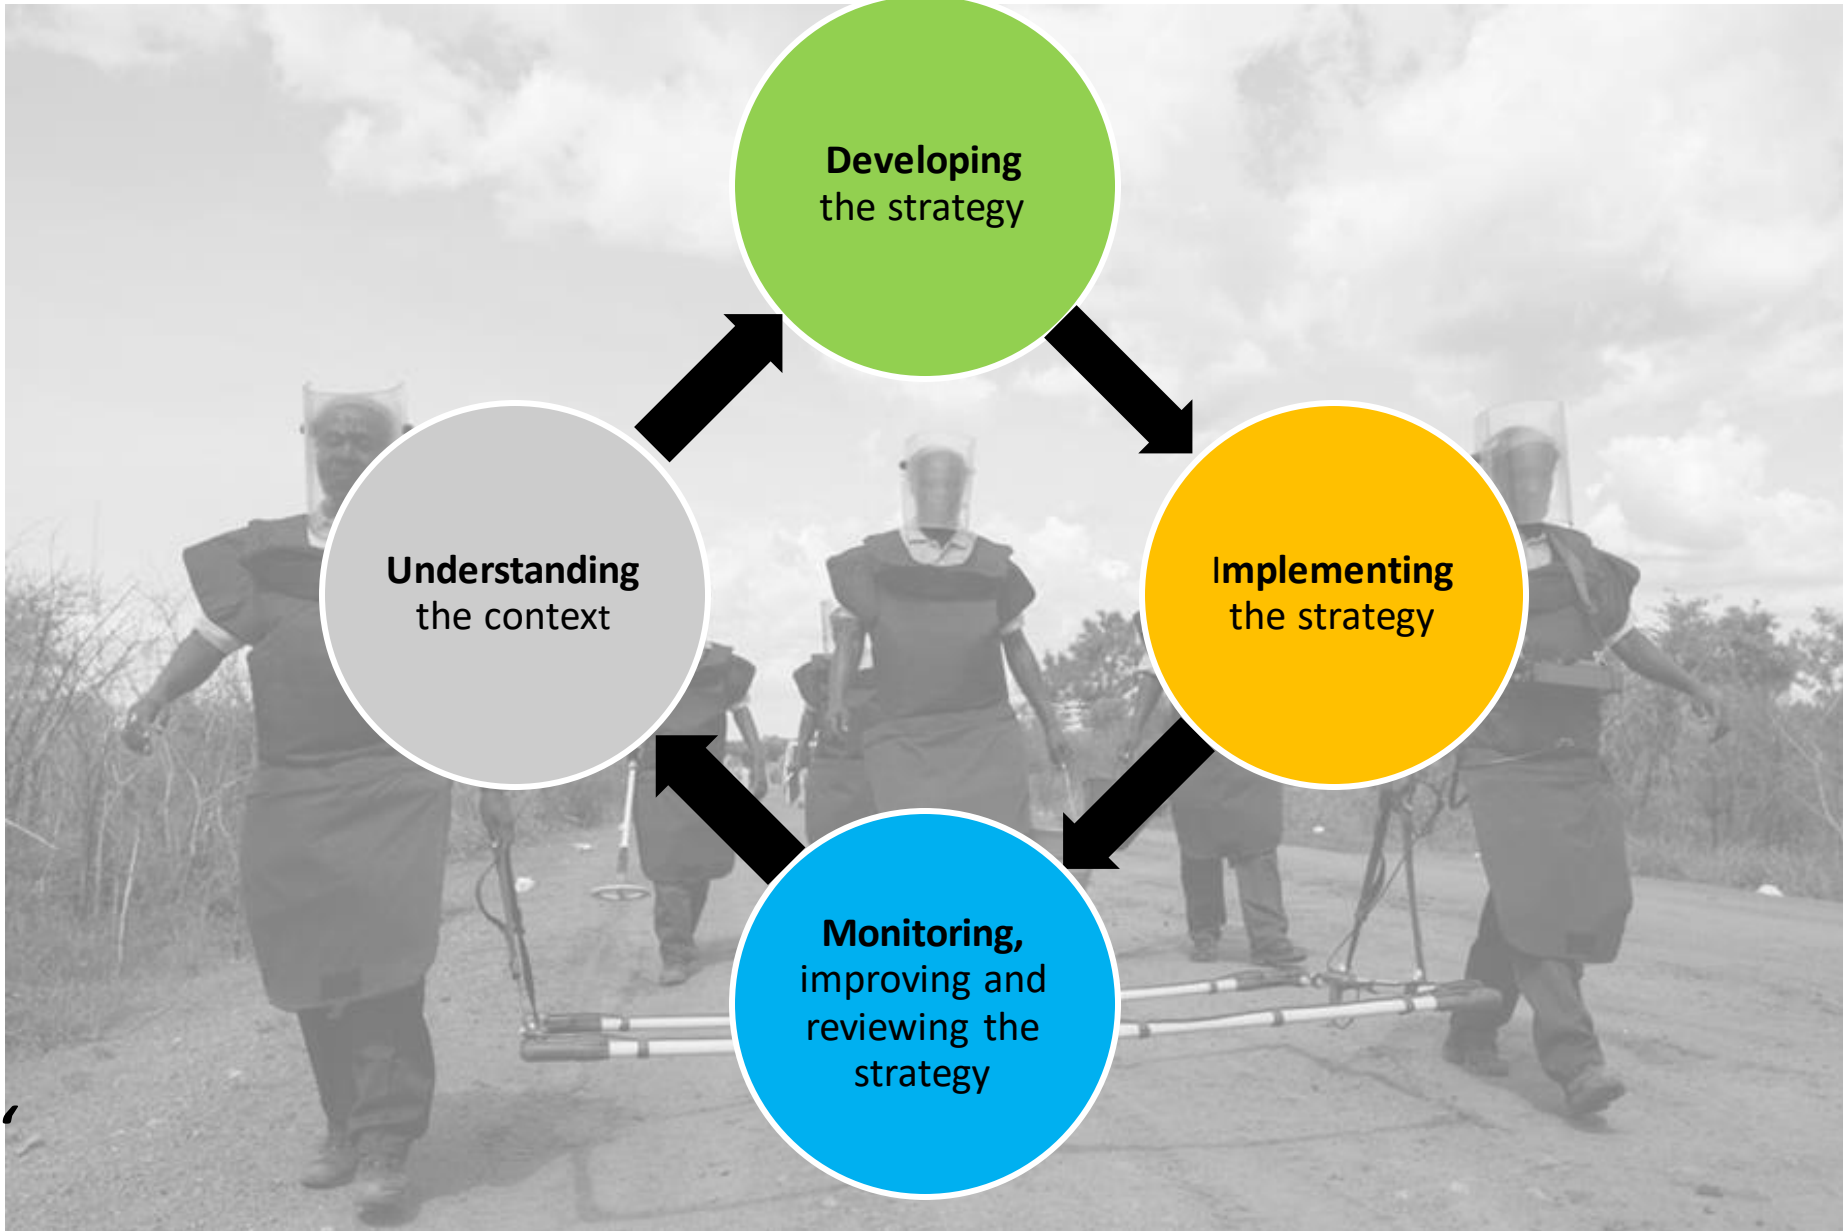 Developing
the strategy
Understanding
the context
Implementing
the strategy
Monitoring,
improving and
reviewing the
strategy
‘